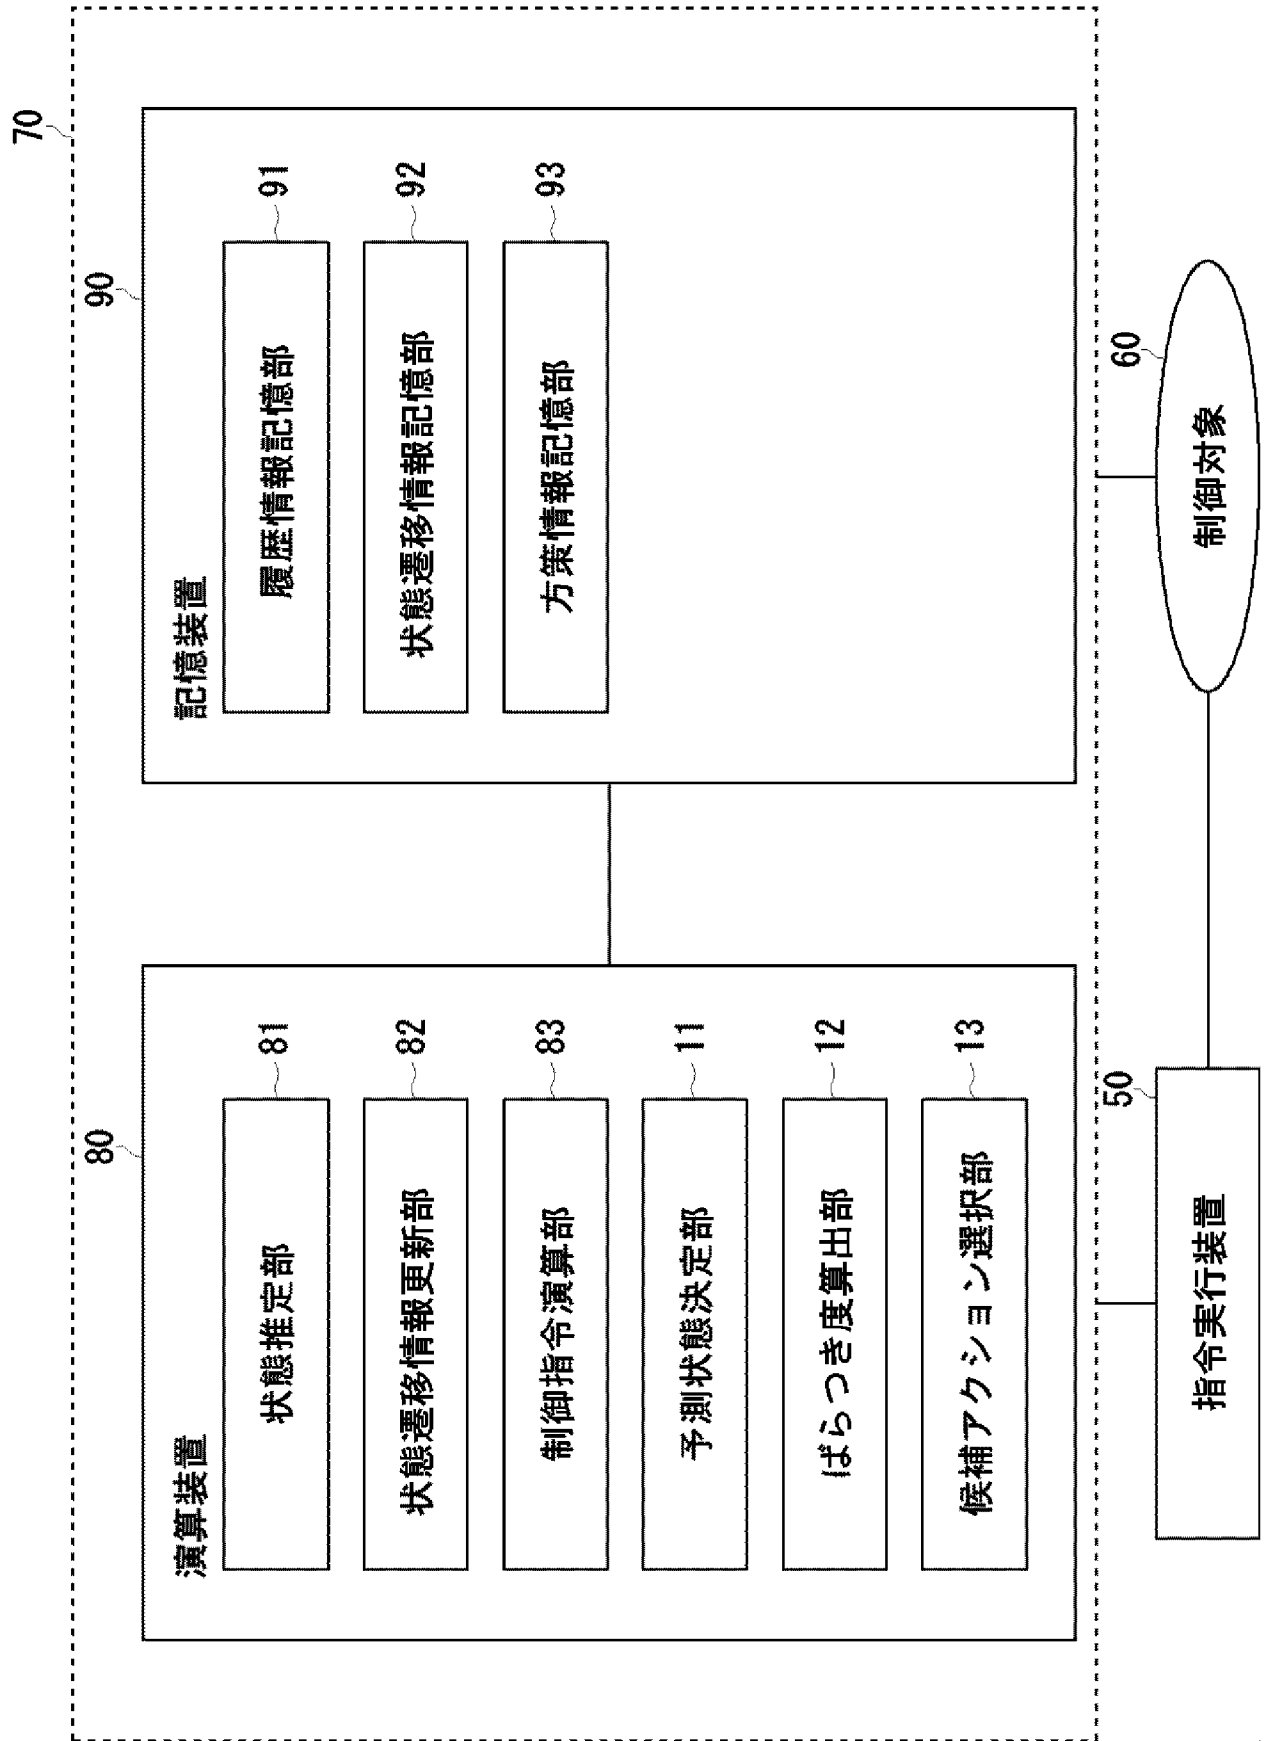 70
80
演算装置
状態推定部
81
状態遷移情報更新部
82
制御指令演算部
83
予測状態決定部
11
ばらつき度算出部
12
候補アクション選択部
13
90
記憶装置
履歴情報記憶部
91
状態遷移情報記憶部
92
方策情報記憶部
93
50
指令実行装置
60
制御対象